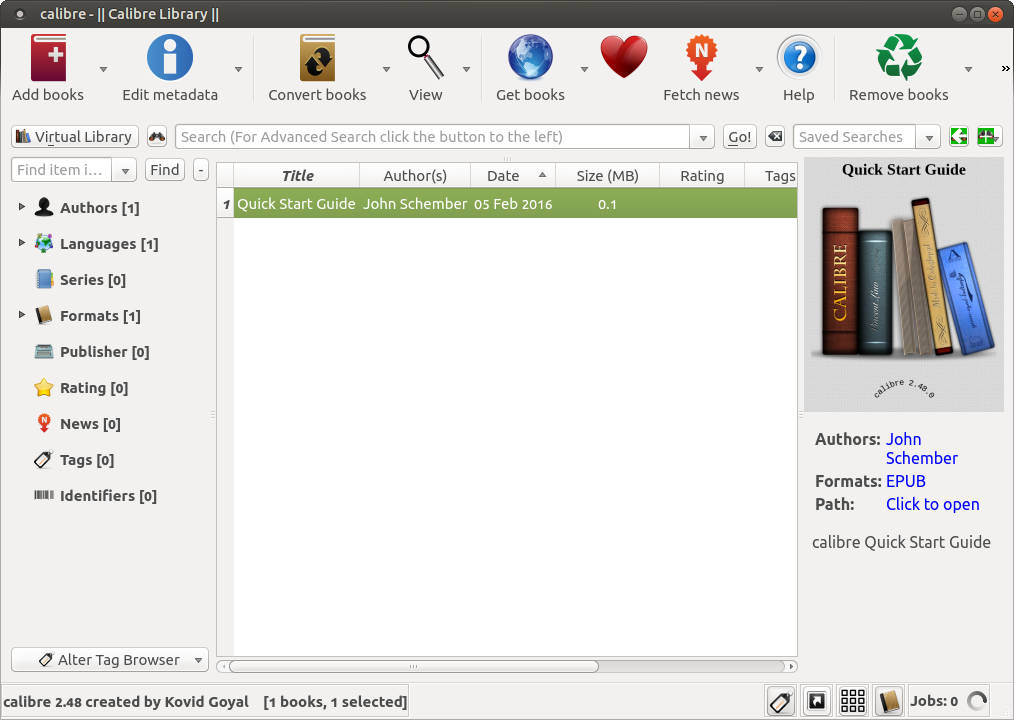 calibre - || Calibre Library ||
Add books
Edit metadata
Convert books
View
Get books
Fetch news
Help
Remove books
»
Virtual Library
Search (For Advanced Search click the button to the left)
Go!
Saved Searches
Find item i…
Find
-
Authors [1]
Languages [1]
Series [0]
Formats [1]
Publisher [0]
Rating [0]
News [0]
Tags [0]
Identifiers [0]
Alter Tag Browser
Title Author(s) Date Size (MB) Rating Tags
1 Quick Start Guide John Schember 05 Feb 2016 0.1
Quick Start Guide
CALIBRE
calibre 2.48.0
Authors: John
Schember
Formats: EPUB
Path: Click to open
calibre Quick Start Guide
calibre 2.48 created by Kovid Goyal [1 books, 1 selected]
Jobs: 0